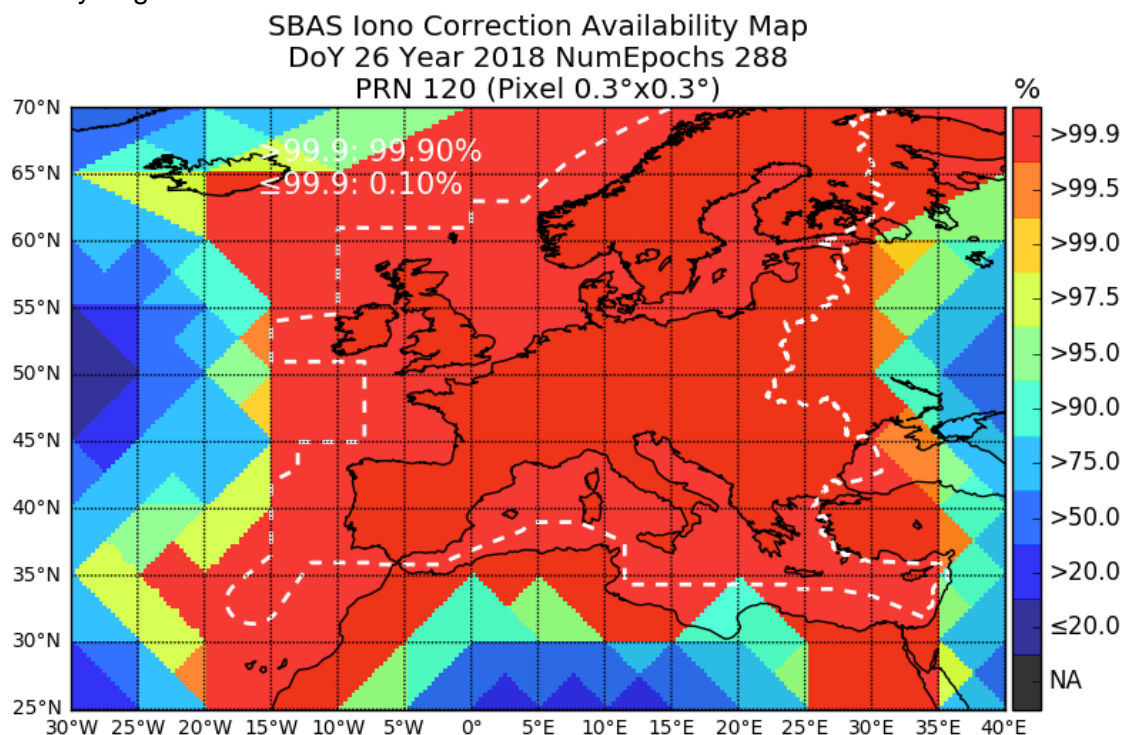 SBAS Iono Correction Availability Map
DoY 26 Year 2018 NumEpochs 288
PRN 120 (Pixel 0.3°x0.3°)
%
70°N
65°N
60°N
55°N
50°N
45°N
40°N
35°N
30°N
25°N
>99.9: 99.90%
≤99.9: 0.10%
>99.9
>99.5
>99.0
>97.5
>95.0
>90.0
>75.0
>50.0
>20.0
≤20.0
NA
30°W 25°W 20°W 15°W 10°W 5°W 0° 5°E 10°E 15°E 20°E 25°E 30°E 35°E 40°E